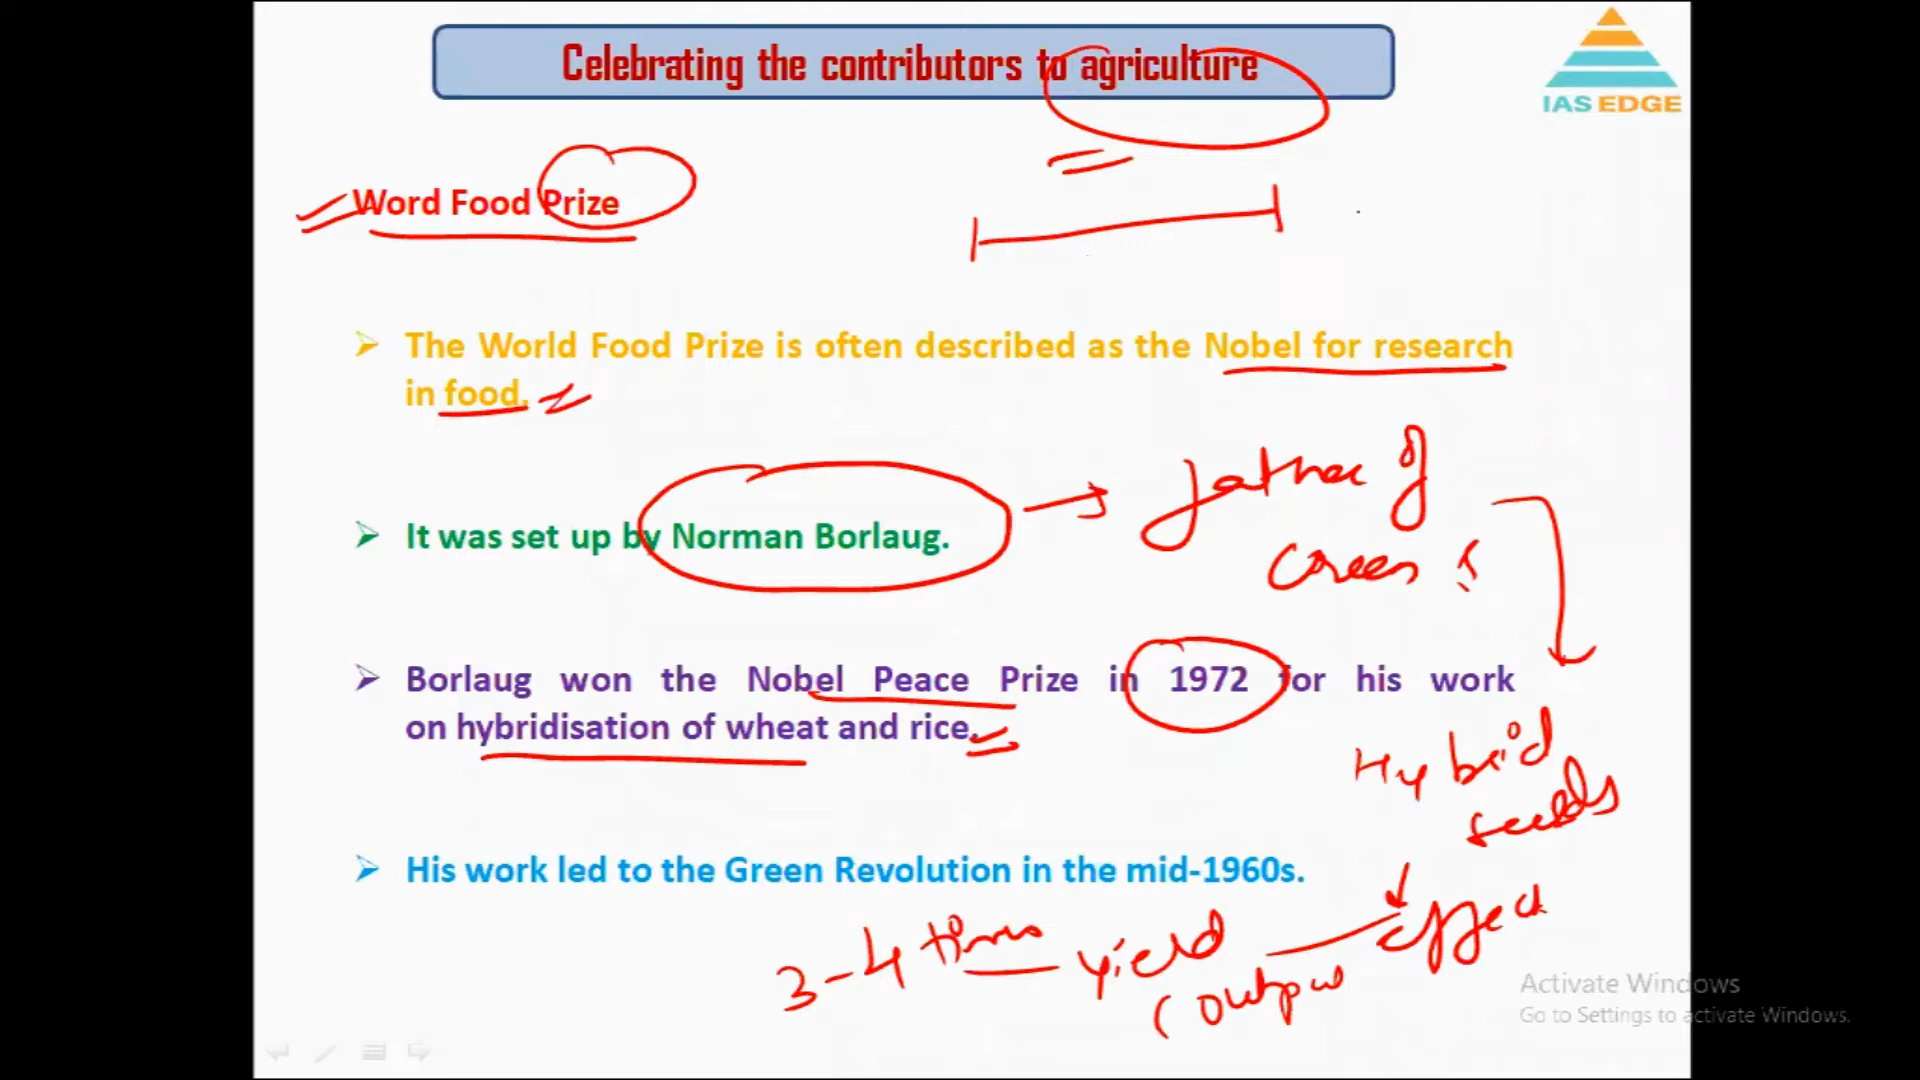 Celebrating the contributors to agriculture
IAS EDGE
Word Food Prize
The World Food Prize is often described as the Nobel for research
in food.
father of
It was set up by Norman Borlaug.
Green
Borlaug won the Nobel Peace Prize in 1972 for his work
on hybridisation of wheat and rice.
Hybrid
seeds
His work led to the Green Revolution in the mid-1960s.
3-4 times yield effect
(output
Activate Windows
Go to Settings to activate Windows.